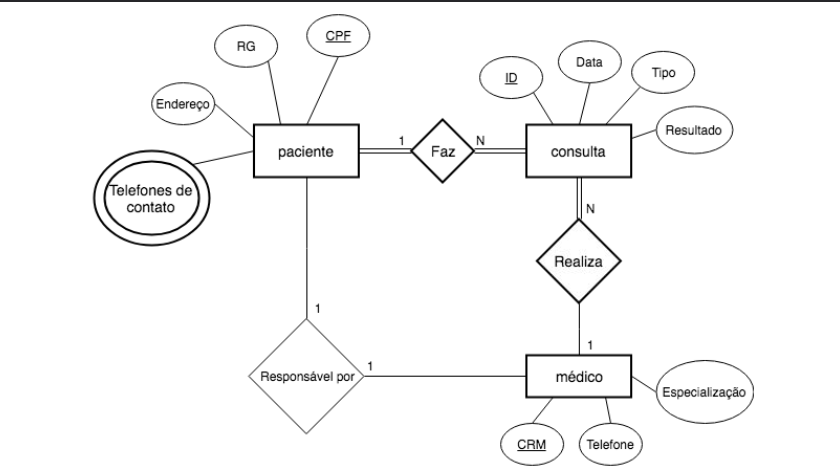 CPF
RG
ID
Data
Tipo
Endereço
Resultado
paciente
1
Faz
N
consulta
Telefones de
contato
N
Realiza
1
1
Responsável por
1
médico
Especialização
CRM
Telefone